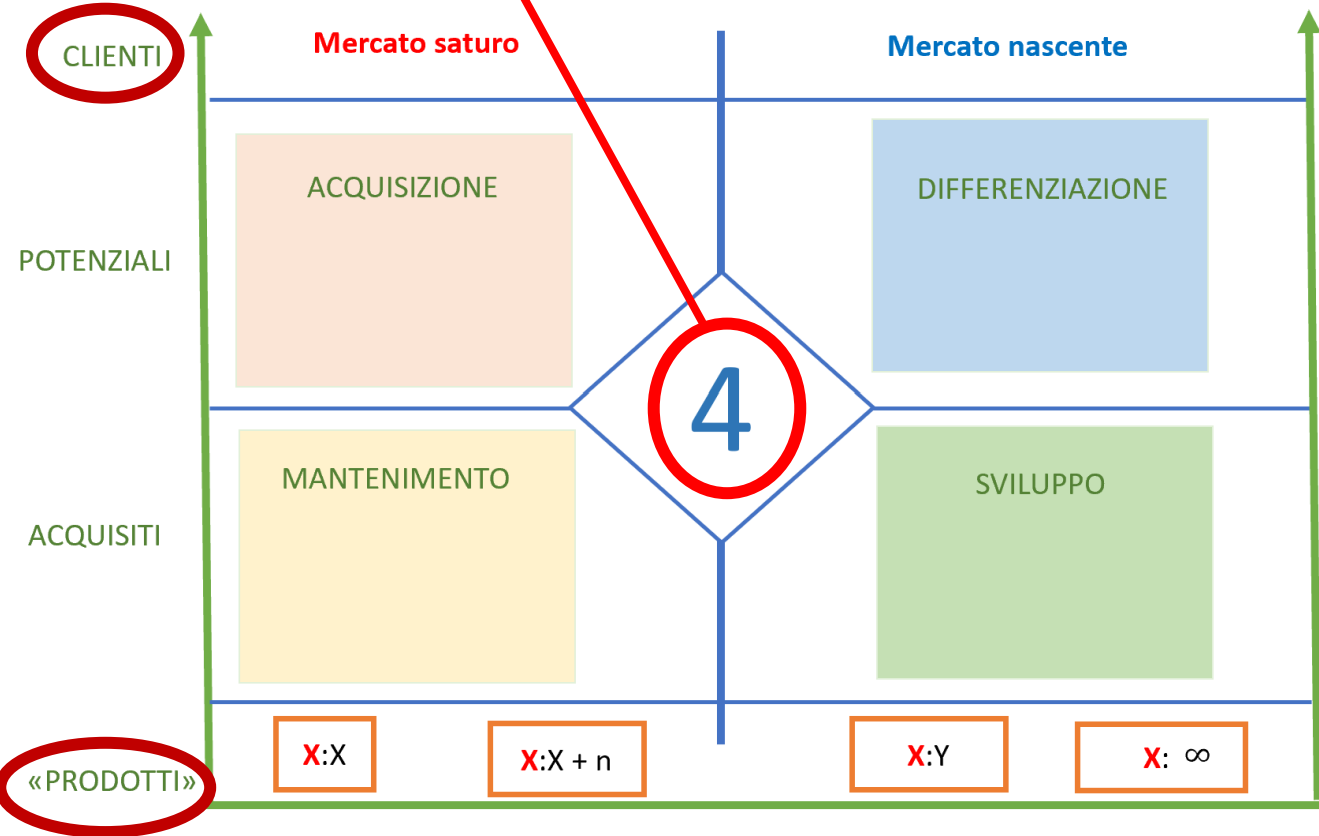 CLIENTI
Mercato saturo
Mercato nascente
ACQUISIZIONE
DIFFERENZIAZIONE
POTENZIALI
4
MANTENIMENTO
SVILUPPO
ACQUISITI
X:X
X:X + n
X:Y
X: ∞
«PRODOTTI»